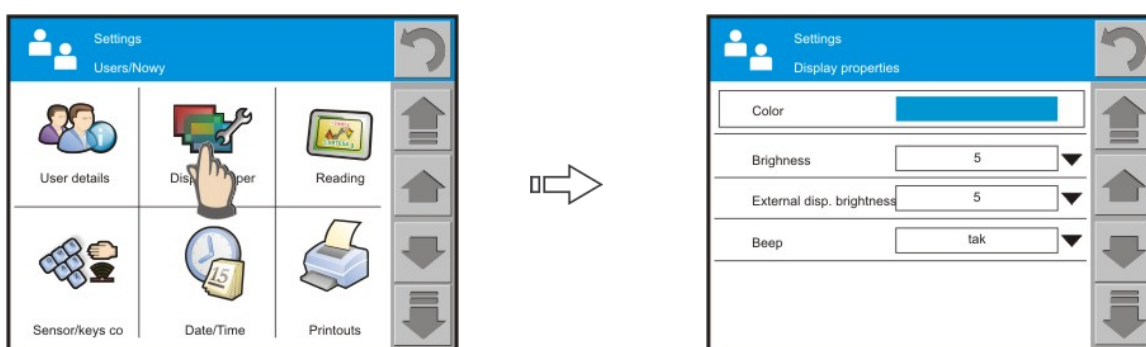 Settings
Users/Nowy
User details
Disp per
Reading
15
Sensor/keys co
Date/Time
Printouts
Settings
Display properties
Color
Brighness
5
External disp. brightness
5
Beep
tak